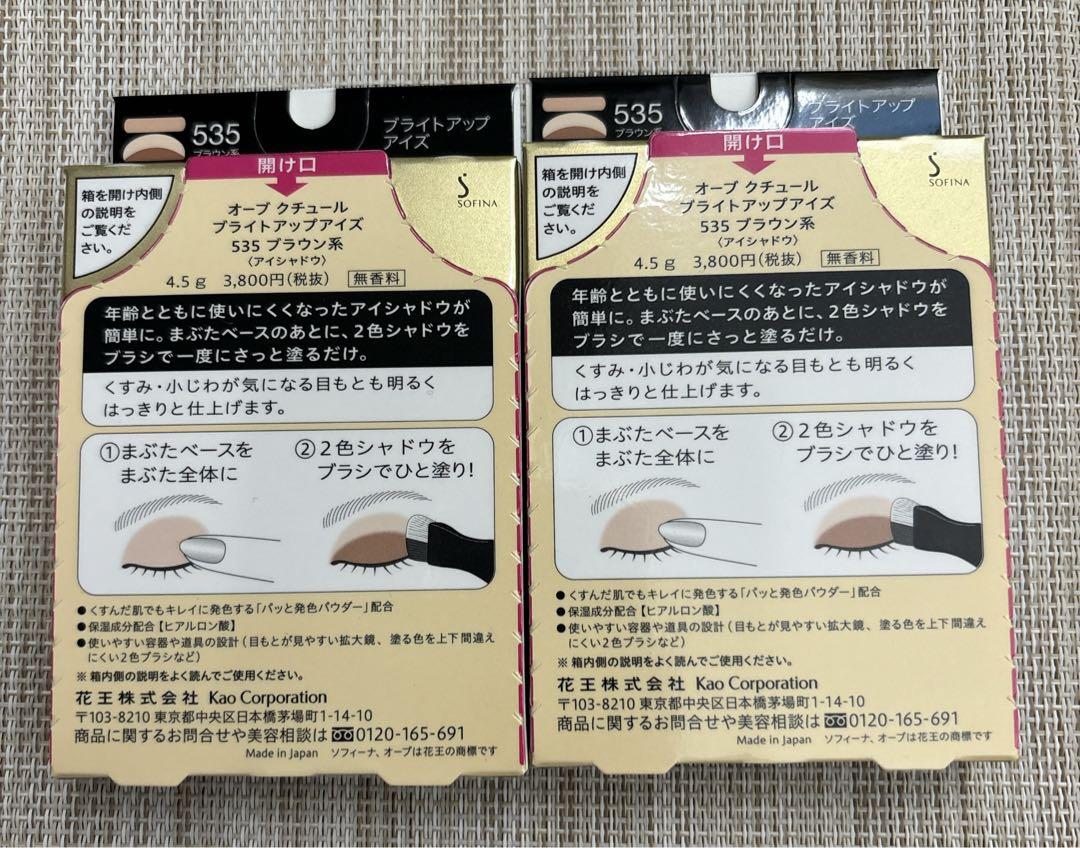 535
ブラウン系
ブライトアップ
アイズ
開け口
箱を開け内側
の説明を
ご覧くだ
さい。
SOFINA
オーブ クチュール
ブライトアップアイズ
535 ブラウン系
〈アイシャドウ〉
4.5g 3,800円(税抜) 無香料
年齢とともに使いにくくなったアイシャドウが
簡単に。まぶたベースのあとに、2色シャドウを
ブラシで一度にさっと塗るだけ。
くすみ・小じわが気になる目もとも明るく
はっきりと仕上げます。
①まぶたベースを
まぶた全体に
②2色シャドウを
ブラシでひと塗り!
●くすんだ肌でもキレイに発色する「パッと発色パウダー」配合
●保湿成分配合【ヒアルロン酸】
●使いやすい容器や道具の設計(目もとが見やすい拡大鏡、塗る色を上下間違え
にくい2色ブラシなど)
※箱内側の説明をよく読んでご使用ください。
花王株式会社 Kao Corporation
〒103-8210 東京都中央区日本橋茅場町1-14-10
商品に関するお問合せや美容相談は 0120-165-691
Made in Japan ソフィーナ、オーブは花王の商標です
535
ブラウン系
ブライトアップ
アイズ
開け口
箱を開け内側
の説明を
ご覧くだ
さい。
SOFINA
オーブ クチュール
ブライトアップアイズ
535 ブラウン系
〈アイシャドウ〉
4.5g 3,800円(税抜) 無香料
年齢とともに使いにくくなったアイシャドウが
簡単に。まぶたベースのあとに、2色シャドウを
ブラシで一度にさっと塗るだけ。
くすみ・小じわが気になる目もとも明るく
はっきりと仕上げます。
①まぶたベースを
まぶた全体に
②2色シャドウを
ブラシでひと塗り!
●くすんだ肌でもキレイに発色する「パッと発色パウダー」配合
●保湿成分配合【ヒアルロン酸】
●使いやすい容器や道具の設計(目もとが見やすい拡大鏡、塗る色を上下間違え
にくい2色ブラシなど)
※箱内側の説明をよく読んでご使用ください。
花王株式会社 Kao Corporation
〒103-8210 東京都中央区日本橋茅場町1-14-10
商品に関するお問合せや美容相談は 0120-165-691
Made in Japan ソフィーナ、オーブは花王の商標です